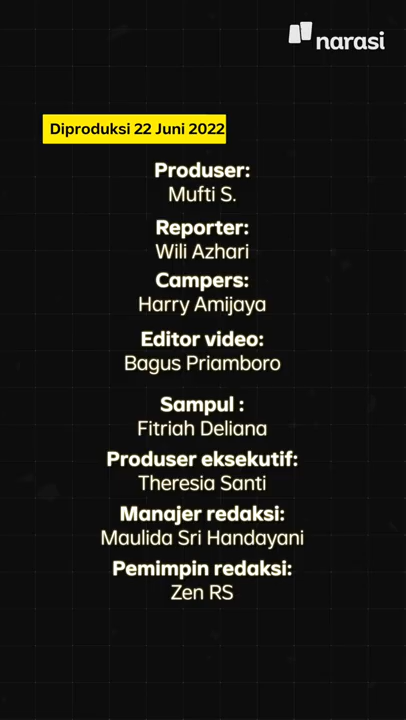 narasi
Diproduksi 22 Juni 2022
Produser:
Mufti S.
Reporter:
Wili Azhari
Campers:
Harry Amijaya
Editor video:
Bagus Priamboro
Sampul :
Fitriah Deliana
Produser eksekutif:
Theresia Santi
Manajer redaksi:
Maulida Sri Handayani
Pemimpin redaksi:
Zen RS